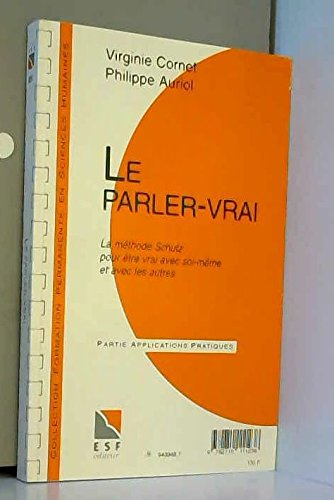 Virginie Cornet
Philippe Auriol
LE
PARLER-VRAI
La méthode Schutz
pour être vrai avec soi-même
et avec les autres
PARTIE APPLICATIONS PRATIQUES
COLLECTION FORMATION PERMANENTE EN SCIENCES HUMAINES
ESF
éditeur